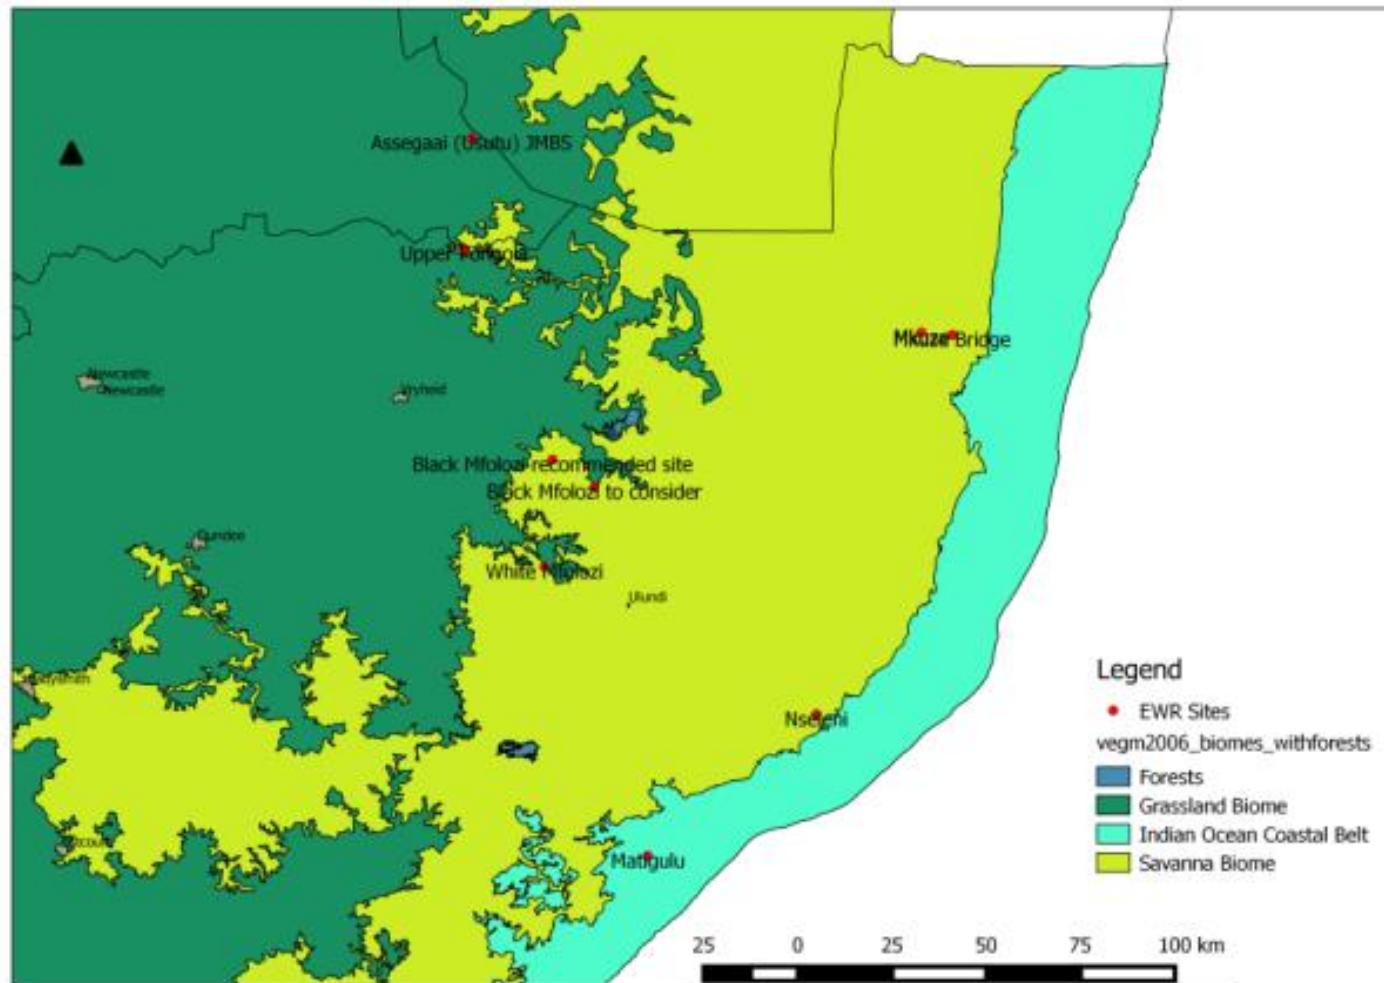 Assegaai (Usutu) JMBS
Upper Pongola
Mkuze Bridge
Newcastle
Newcastle
Vryheid
Black Mfolozi recommended site
Black Mfolozi to consider
Dundee
White Mfolozi
Ulundi
Nseleni
Matigulu
Legend
EWR Sites
vegm2006_biomes_withforests
Forests
Grassland Biome
Indian Ocean Coastal Belt
Savanna Biome
25 0 25 50 75 100 km